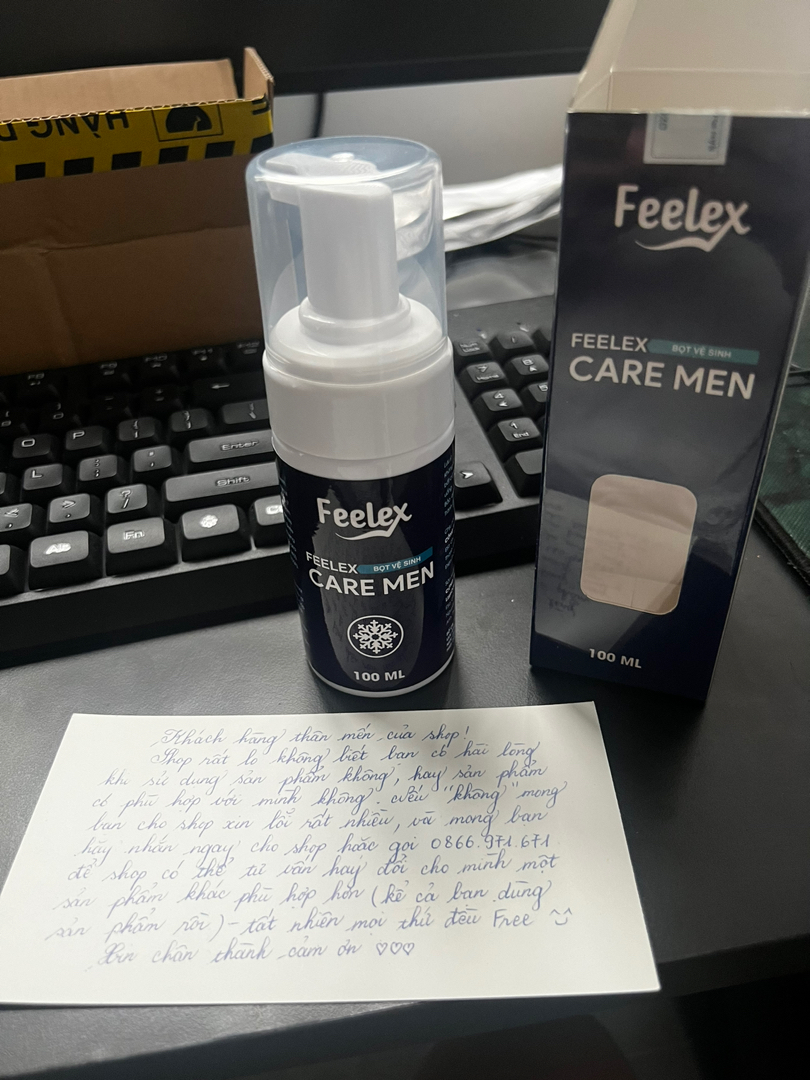 HÀNG D
Feelex
FEELEX BỌT VỆ SINH
CARE MEN
100 ML
Feelex
FEELEX BỌT VỆ SINH
CARE MEN
100 ML
Khách hàng thân mến của shop!
Shop rất lo không biết bạn có hài lòng
khi sử dụng sản phẩm không, hay sản phẩm
có phù hợp với mình không. Nếu "không" mong
bạn cho shop xin lỗi rất nhiều, và mong bạn
hãy nhắn ngay cho shop hoặc gọi 0866.971.671
để shop có thể tư vấn hay đổi cho mình một
sản phẩm khác phù hợp hơn (kể cả bạn dùng
sản phẩm rồi) - tất nhiên mọi thứ đều Free ^^
Xin chân thành cảm ơn ♡♡♡
Enter
Shift
Alt
Fn
O
P
L